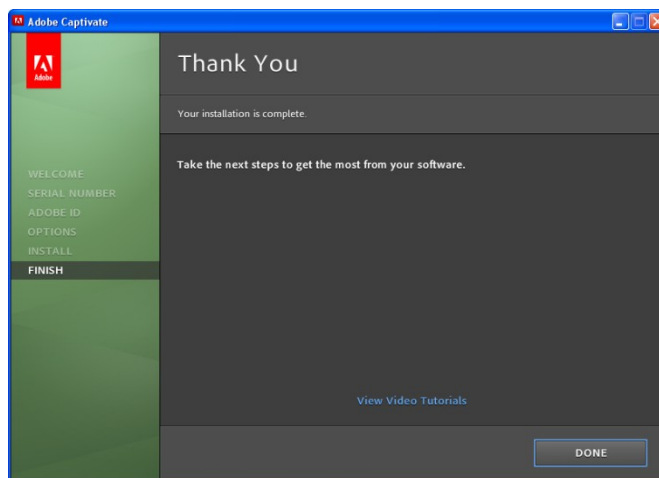 Adobe Captivate
Adobe
Thank You
Your installation is complete.
WELCOME
SERIAL NUMBER
ADOBE ID
OPTIONS
INSTALL
FINISH
Take the next steps to get the most from your software.
View Video Tutorials
DONE